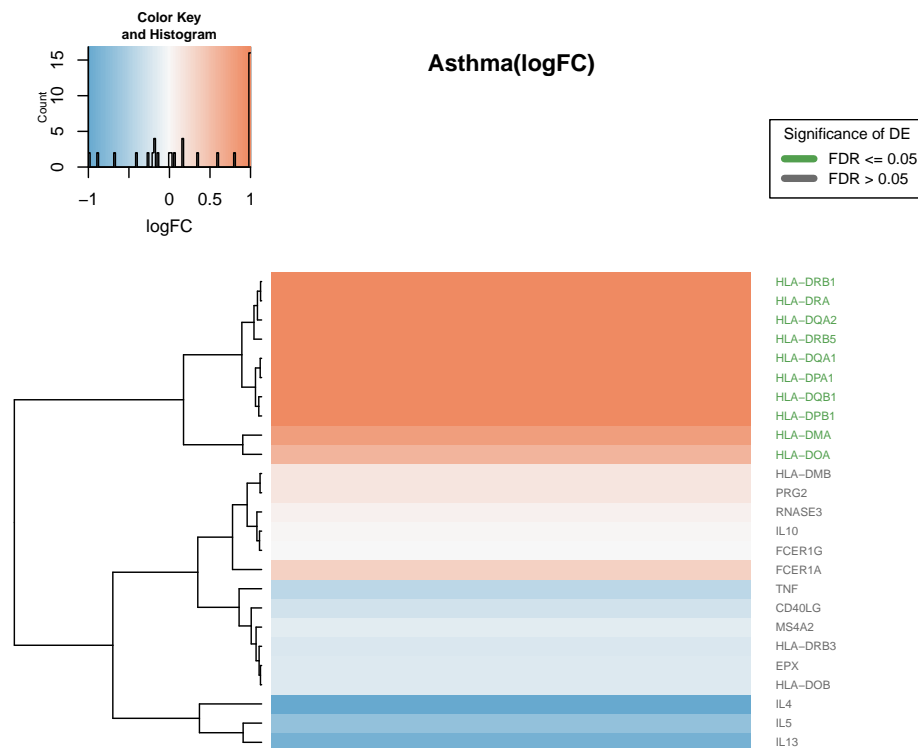 Color Key
and Histogram
Count
0
5
10
15
−1
0
0.5
1
logFC
Asthma(logFC)
Significance of DE
FDR <= 0.05
FDR > 0.05
HLA−DRB1
HLA−DRA
HLA−DQA2
HLA−DRB5
HLA−DQA1
HLA−DPA1
HLA−DQB1
HLA−DPB1
HLA−DMA
HLA−DOA
HLA−DMB
PRG2
RNASE3
IL10
FCER1G
FCER1A
TNF
CD40LG
MS4A2
HLA−DRB3
EPX
HLA−DOB
IL4
IL5
IL13